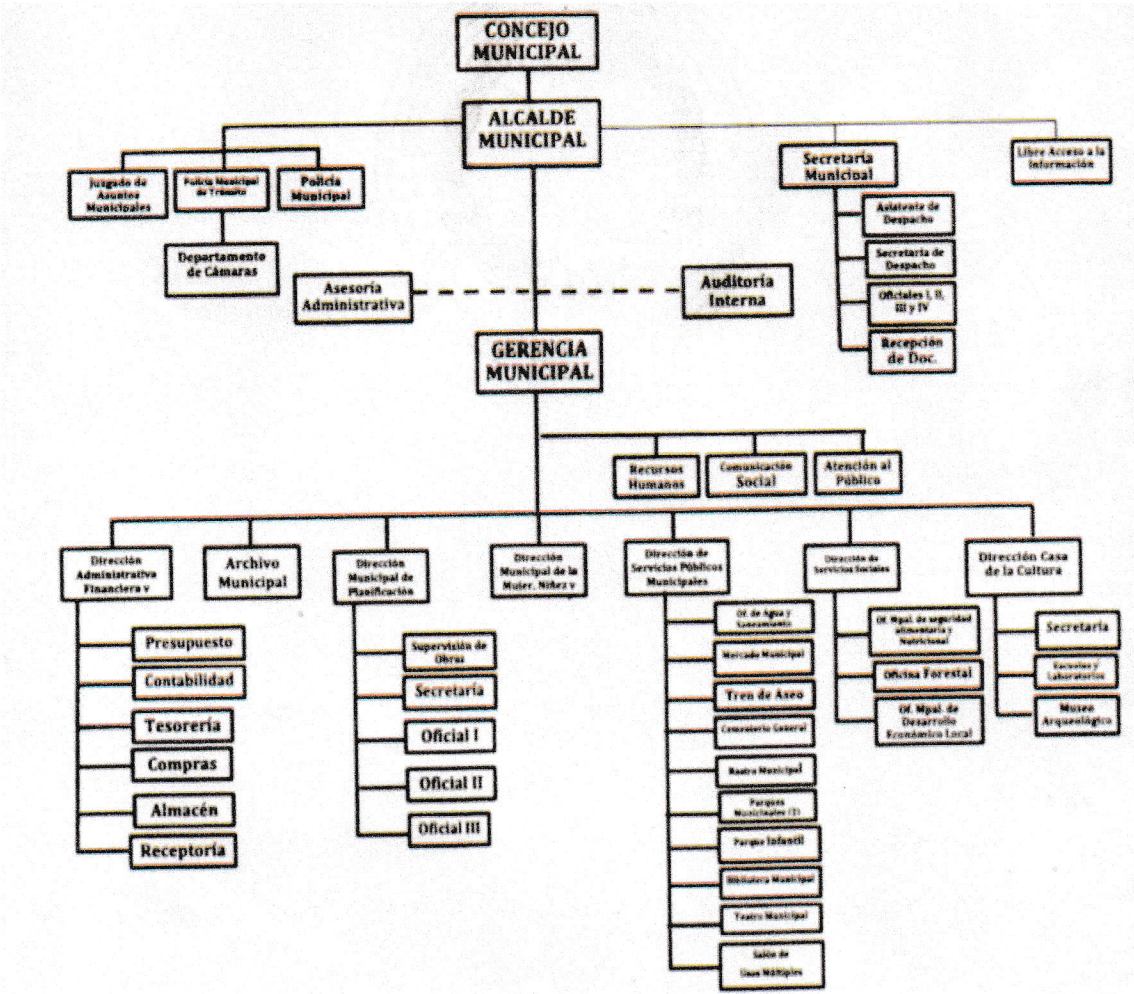 CONCEJO
MUNICIPAL
ALCALDE
MUNICIPAL
Juzgado de
Asuntos
Municipales
Policía Municipal
de Tránsito
Policía
Municipal
Secretaría
Municipal
Libre Acceso a la
Información
Departamento
de Cámaras
Asistente de
Despacho
Secretaria de
Despacho
Oficiales I, II,
III y IV
Recepción
de Doc.
Asesoría
Administrativa
Auditoría
Interna
GERENCIA
MUNICIPAL
Recursos
Humanos
Comunicación
Social
Atención al
Público
Dirección
Administrativa
Financiera y
Archivo
Municipal
Dirección
Municipal de
Planificación
Dirección
Municipal de la
Mujer, Niñez y
Dirección de
Servicios Públicos
Municipales
Dirección de
Servicios Sociales
Dirección Casa
de la Cultura
Presupuesto
Contabilidad
Tesorería
Compras
Almacén
Receptoría
Supervisión de
Obras
Secretaría
Oficial I
Oficial II
Oficial III
Of. de Agua y
Saneamiento
Mercado Municipal
Tren de Aseo
Cementerio General
Rastro Municipal
Parques
Municipales (2)
Parque Infantil
Biblioteca Municipal
Teatro Municipal
Salón de
Usos Múltiples
Of. Mpal. de seguridad
alimentaria y
Nutricional
Oficina Forestal
Of. Mpal. de
Desarrollo
Económico Local
Secretaria
Escuelas y/
Laboratorios
Museo
Arqueológico